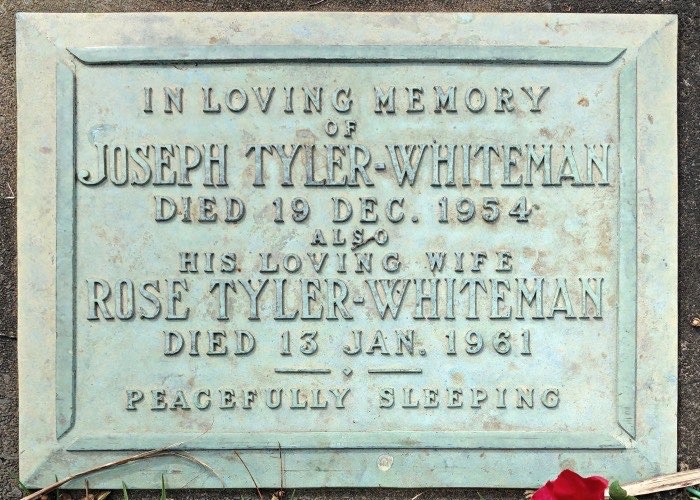 IN LOVING MEMORY
OF
JOSEPH TYLER-WHITEMAN
DIED 19 DEC. 1954
ALSO
HIS LOVING WIFE
ROSE TYLER-WHITEMAN
DIED 13 JAN. 1961
PEACEFULLY SLEEPING